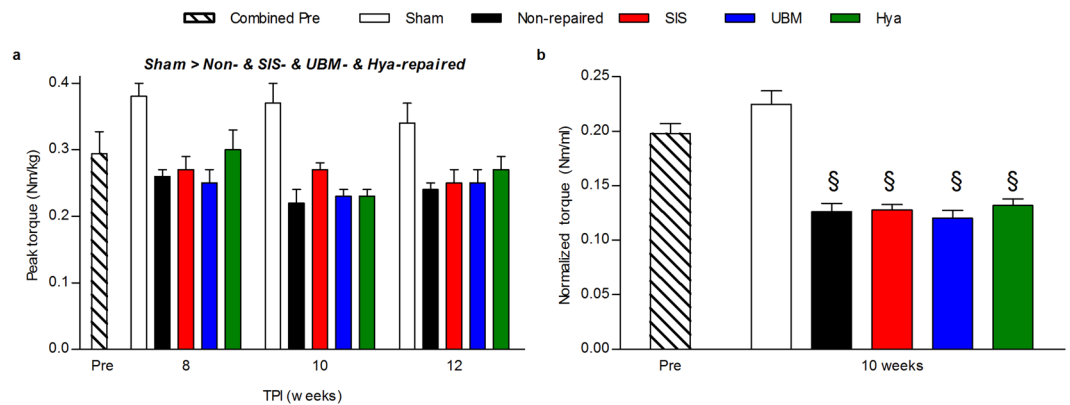 Combined Pre Sham Non-repaired SIS UBM Hya
a
Sham > Non- & SIS- & UBM- & Hya-repaired
Peak torque (Nm/kg)
0.4
0.3
0.2
0.1
0.0
Pre 8 10 12
TPI (weeks)
b
Normalized torque (Nm/ml)
0.25
0.20
0.15
0.10
0.05
0.00
§ § § §
Pre 10 weeks